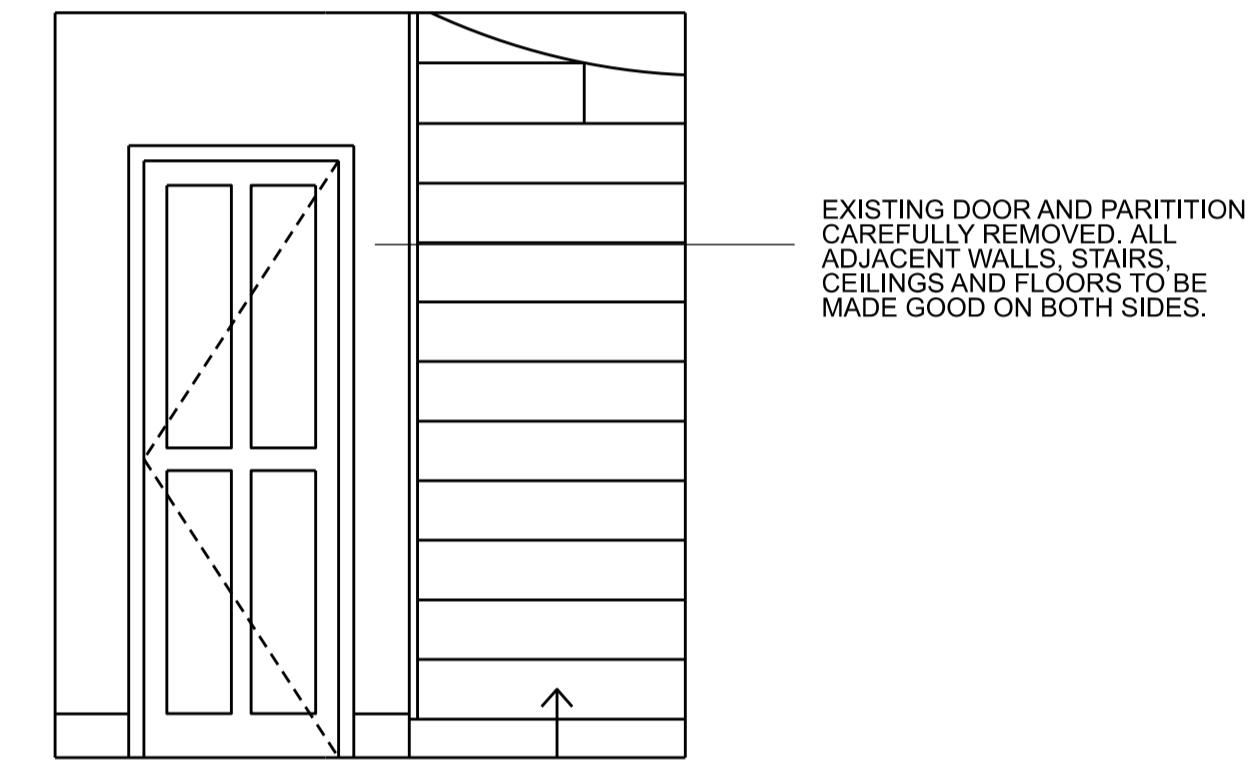 EXISTING DOOR AND PARITITION
CAREFULLY REMOVED. ALL
ADJACENT WALLS, STAIRS,
CEILINGS AND FLOORS TO BE
MADE GOOD ON BOTH SIDES.